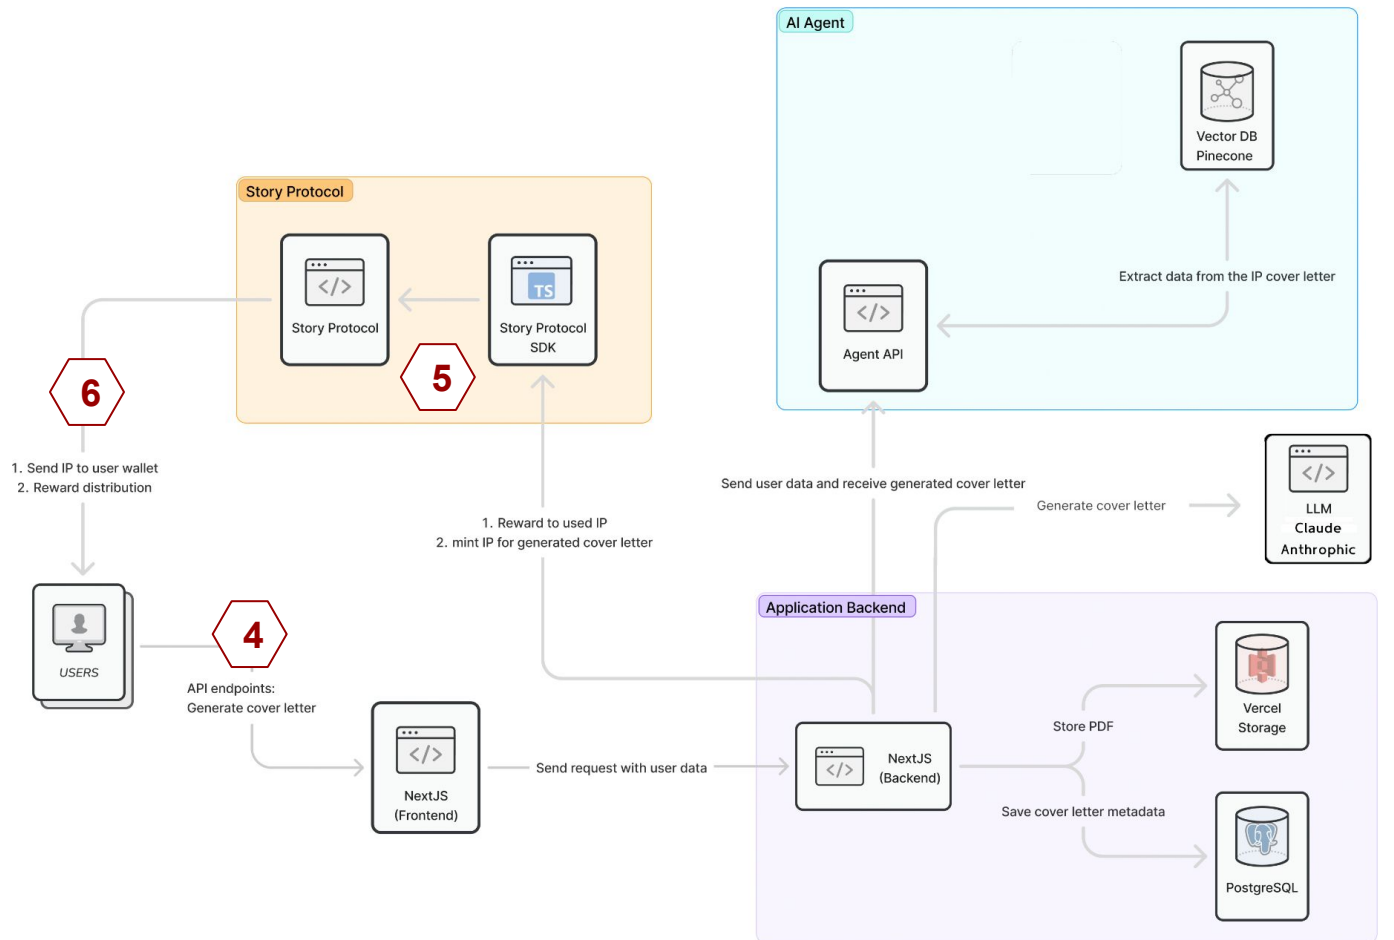 AI Agent
Vector DB
Pinecone
Extract data from the IP cover letter
</>
Agent API
Story Protocol
</>
Story Protocol
TS
Story Protocol
SDK
5
6
1. Send IP to user wallet
2. Reward distribution
1. Reward to used IP
2. mint IP for generated cover letter
Send user data and receive generated cover letter
Generate cover letter
</>
LLM
Claude
Anthrophic
USERS
4
API endpoints:
Generate cover letter
</>
NextJS
(Frontend)
Send request with user data
Application Backend
</>
NextJS
(Backend)
Store PDF
Vercel
Storage
Save cover letter metadata
PostgreSQL